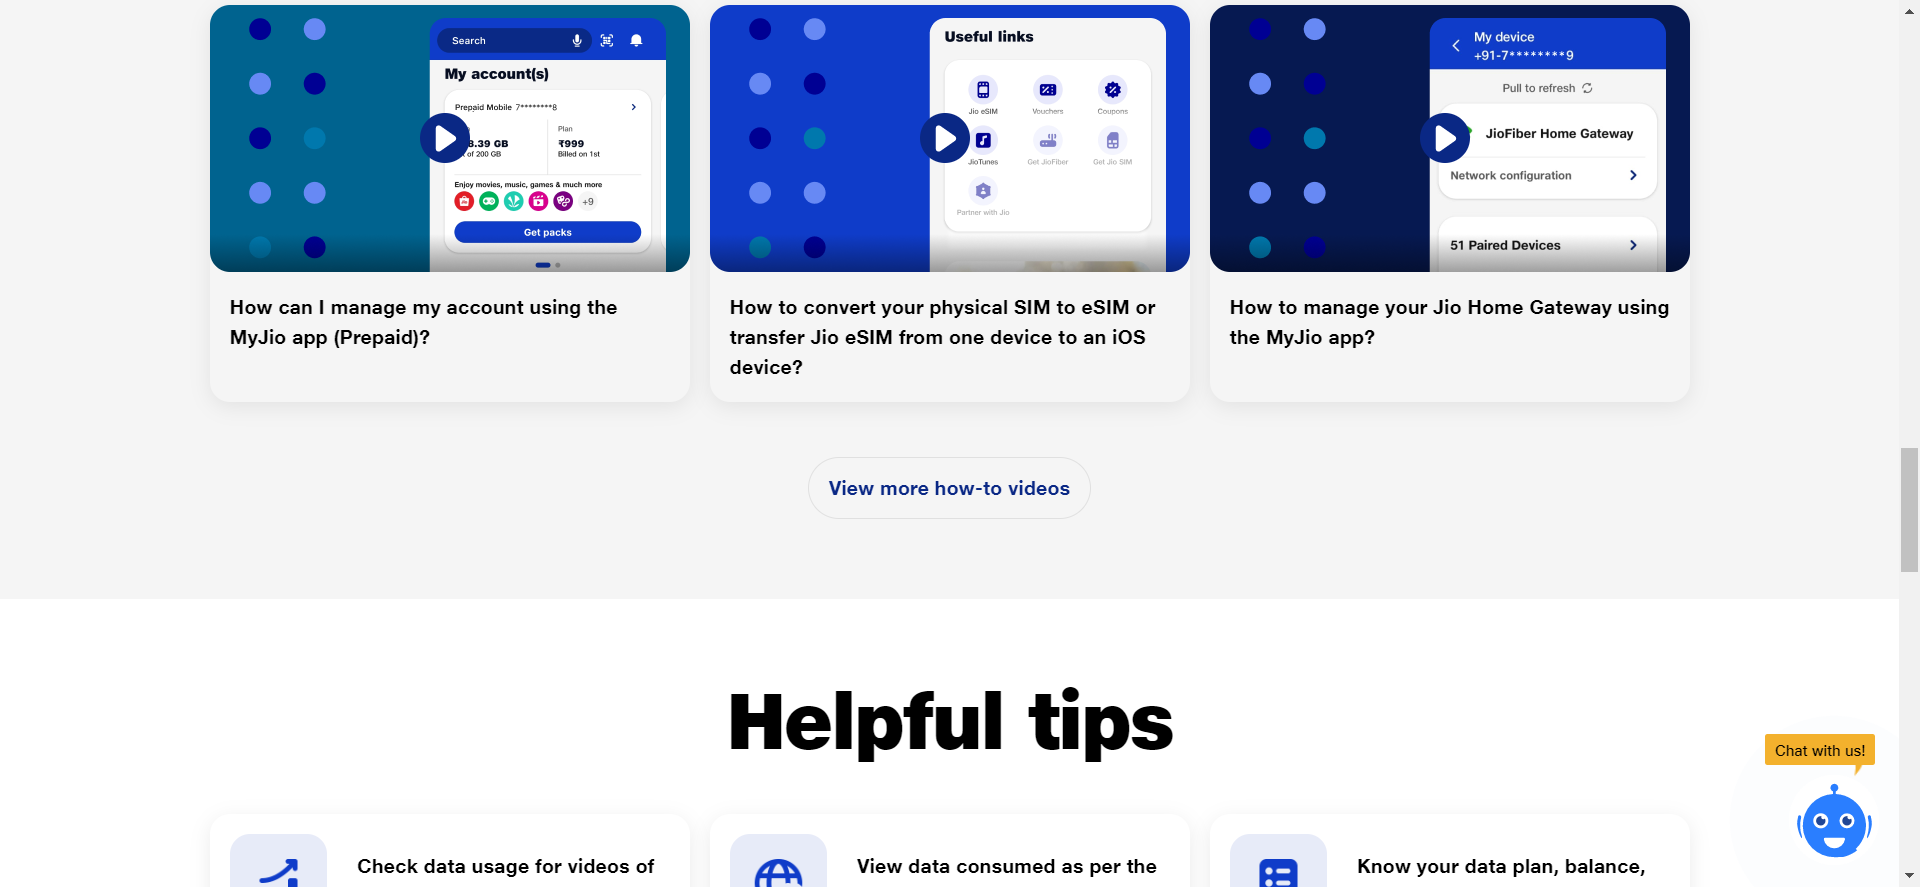 Search
My account(s)
Prepaid Mobile 7********8
Plan
8.39 GB
₹999
of 200 GB
Billed on 1st
Enjoy movies, music, games & much more
+9
Get packs
How can I manage my account using the
MyJio app (Prepaid)?
Useful links
Jio eSIM
Vouchers
Coupons
JioTunes
Get JioFiber
Get Jio SIM
Partner with Jio
How to convert your physical SIM to eSIM or
transfer Jio eSIM from one device to an iOS
device?
My device
+91-7********9
Pull to refresh
JioFiber Home Gateway
Network configuration
51 Paired Devices
How to manage your Jio Home Gateway using
the MyJio app?
View more how-to videos
Helpful tips
Chat with us!
Check data usage for videos of
View data consumed as per the
Know your data plan, balance,